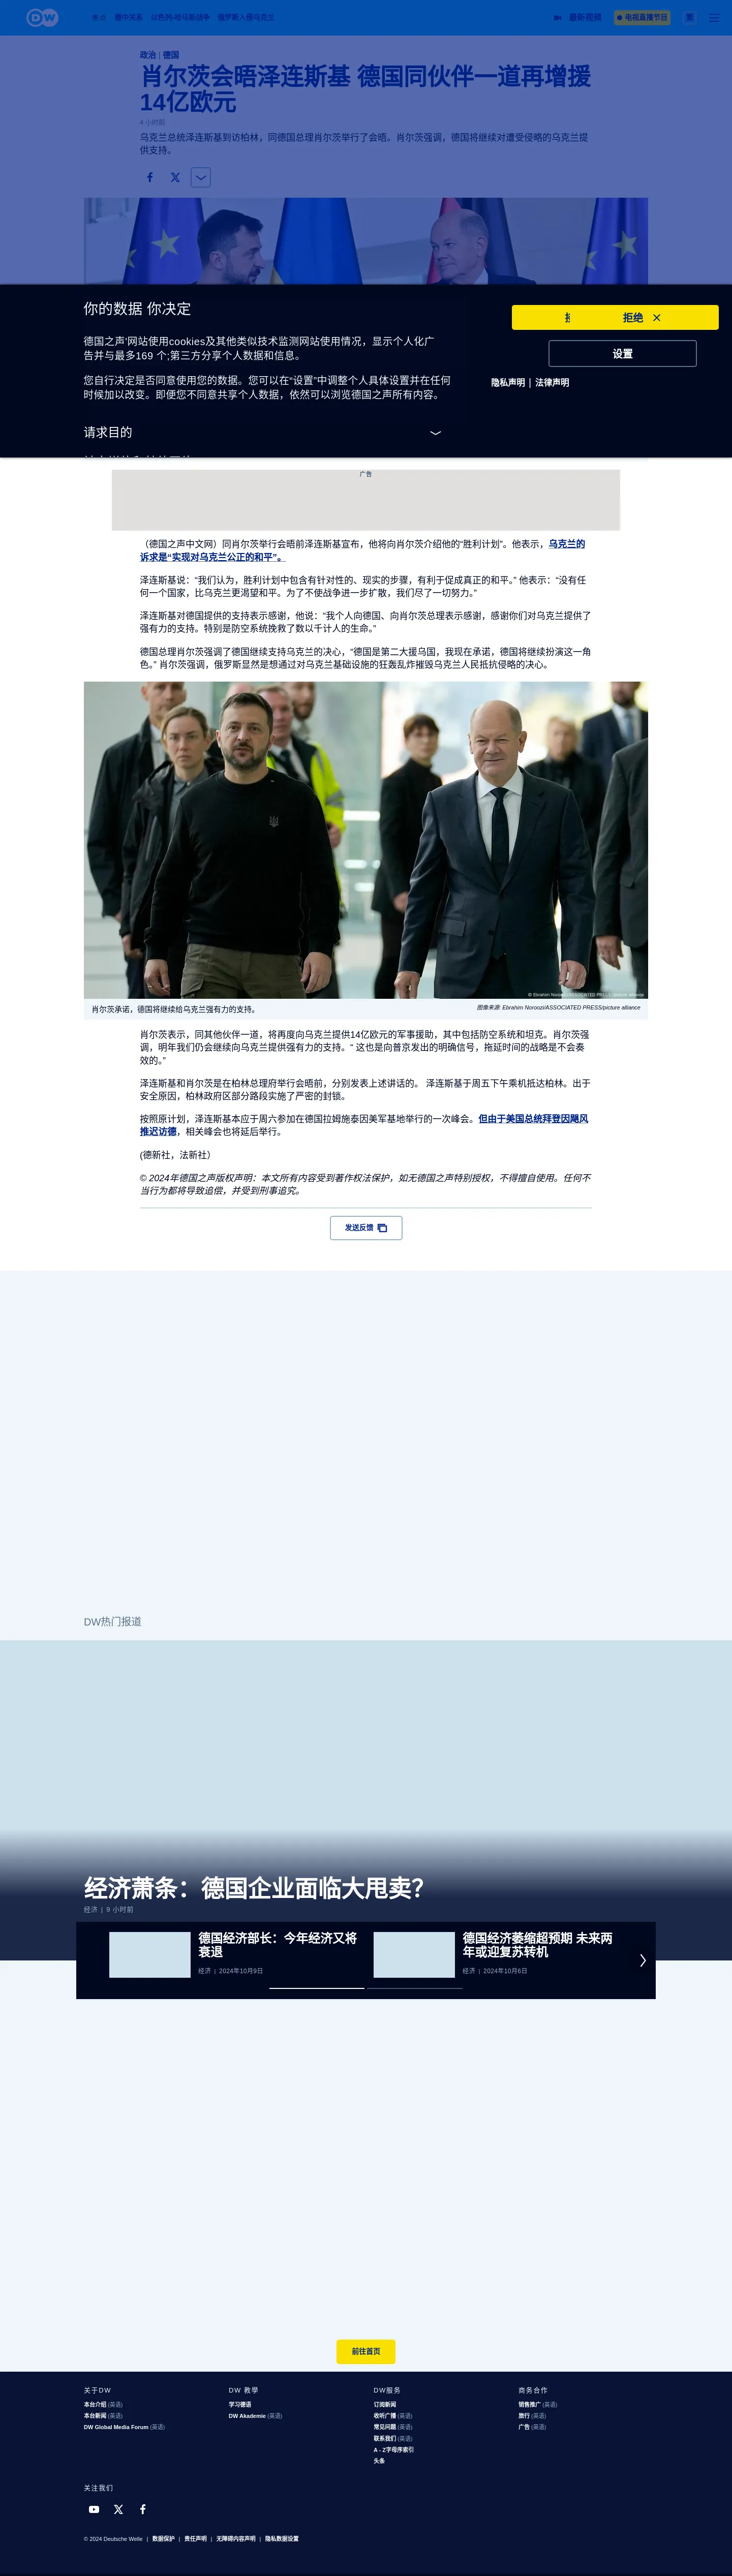 DW
焦点 德中关系 以色列-哈马斯战争 俄罗斯入侵乌克兰 最新视频 电视直播节目 繁
政治 | 德国
肖尔茨会晤泽连斯基 德国同伙伴一道再增援
14亿欧元
4 小时前
乌克兰总统泽连斯基到访柏林，同德国总理肖尔茨举行了会晤。肖尔茨强调，德国将继续对遭受侵略的乌克兰提
供支持。
你的数据 你决定
德国之声'网站使用cookies及其他类似技术监测网站使用情况，显示个人化广
告并与最多169 个;第三方分享个人数据和信息。
您自行决定是否同意使用您的数据。您可以在“设置”中调整个人具体设置并在任何
时候加以改变。即便您不同意共享个人数据，依然可以浏览德国之声所有内容。
请求目的
拒绝
设置
隐私声明 | 法律声明
广告
（德国之声中文网）同肖尔茨举行会晤前泽连斯基宣布，他将向肖尔茨介绍他的“胜利计划”。他表示，乌克兰的
诉求是“实现对乌克兰公正的和平”。
泽连斯基说：“我们认为，胜利计划中包含有针对性的、现实的步骤，有利于促成真正的和平。” 他表示：“没有任
何一个国家，比乌克兰更渴望和平。为了不使战争进一步扩散，我们尽了一切努力。”
泽连斯基对德国提供的支持表示感谢，他说：“我个人向德国、向肖尔茨总理表示感谢，感谢你们对乌克兰提供了
强有力的支持。特别是防空系统挽救了数以千计人的生命。”
德国总理肖尔茨强调了德国继续支持乌克兰的决心，“德国是第二大援乌国，我现在承诺，德国将继续扮演这一角
色。” 肖尔茨强调，俄罗斯显然是想通过对乌克兰基础设施的狂轰乱炸摧毁乌克兰人民抵抗侵略的决心。
© Ebrahim Noroozi/ASSOCIATED PRESS/picture alliance
肖尔茨承诺，德国将继续给乌克兰强有力的支持。
图像来源: Ebrahim Noroozi/ASSOCIATED PRESS/picture alliance
肖尔茨表示，同其他伙伴一道，将再度向乌克兰提供14亿欧元的军事援助，其中包括防空系统和坦克。肖尔茨强
调，明年我们仍会继续向乌克兰提供强有力的支持。“ 这也是向普京发出的明确信号，拖延时间的战略是不会奏
效的。”
泽连斯基和肖尔茨是在柏林总理府举行会晤前，分别发表上述讲话的。 泽连斯基于周五下午乘机抵达柏林。出于
安全原因，柏林政府区部分路段实施了严密的封锁。
按照原计划，泽连斯基本应于周六参加在德国拉姆施泰因美军基地举行的一次峰会。但由于美国总统拜登因飓风
推迟访德，相关峰会也将延后举行。
(德新社，法新社）
© 2024年德国之声版权声明：本文所有内容受到著作权法保护，如无德国之声特别授权，不得擅自使用。任何不
当行为都将导致追偿，并受到刑事追究。
发送反馈
DW热门报道
经济萧条：德国企业面临大甩卖？
经济 | 9 小时前
德国经济部长：今年经济又将
衰退
经济 | 2024年10月9日
德国经济萎缩超预期 未来两
年或迎复苏转机
经济 | 2024年10月6日
前往首页
关于DW
本台介绍 (英语)
本台新闻 (英语)
DW Global Media Forum (英语)
DW 教學
学习德语
DW Akademie (英语)
DW服务
订阅新闻
收听广播 (英语)
常见问题 (英语)
联系我们 (英语)
A - Z字母序索引
头条
商务合作
销售推广 (英语)
旅行 (英语)
广告 (英语)
关注我们
© 2024 Deutsche Welle | 数据保护 | 责任声明 | 无障碍内容声明 | 隐私数据设置